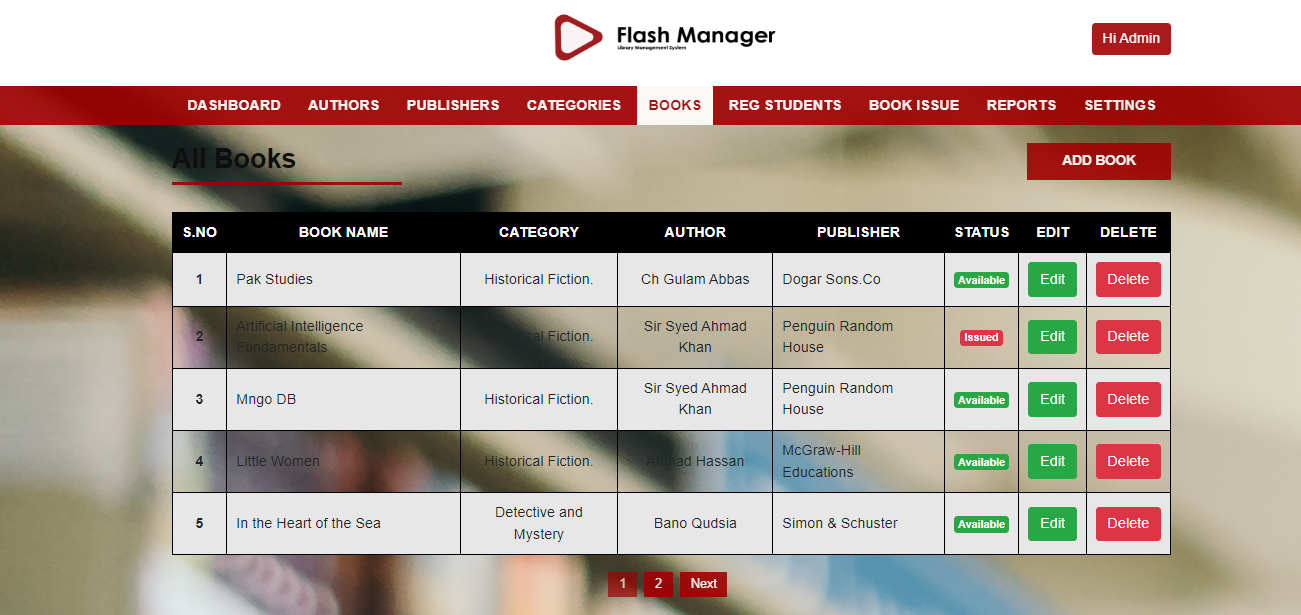 Flash Manager
Library Management System
Hi Admin
DASHBOARD AUTHORS PUBLISHERS CATEGORIES BOOKS REG STUDENTS BOOK ISSUE REPORTS SETTINGS
All Books
ADD BOOK
S.NO BOOK NAME CATEGORY AUTHOR PUBLISHER STATUS EDIT DELETE
1 Pak Studies Historical Fiction. Ch Gulam Abbas Dogar Sons.Co Available Edit Delete
2 Artificial Intelligence Fundamentals Historical Fiction. Sir Syed Ahmad Khan Penguin Random House Issued Edit Delete
3 Mngo DB Historical Fiction. Sir Syed Ahmad Khan Penguin Random House Available Edit Delete
4 Little Women Historical Fiction. Ahmad Hassan McGraw-Hill Educations Available Edit Delete
5 In the Heart of the Sea Detective and Mystery Bano Qudsia Simon & Schuster Available Edit Delete
1 2 Next